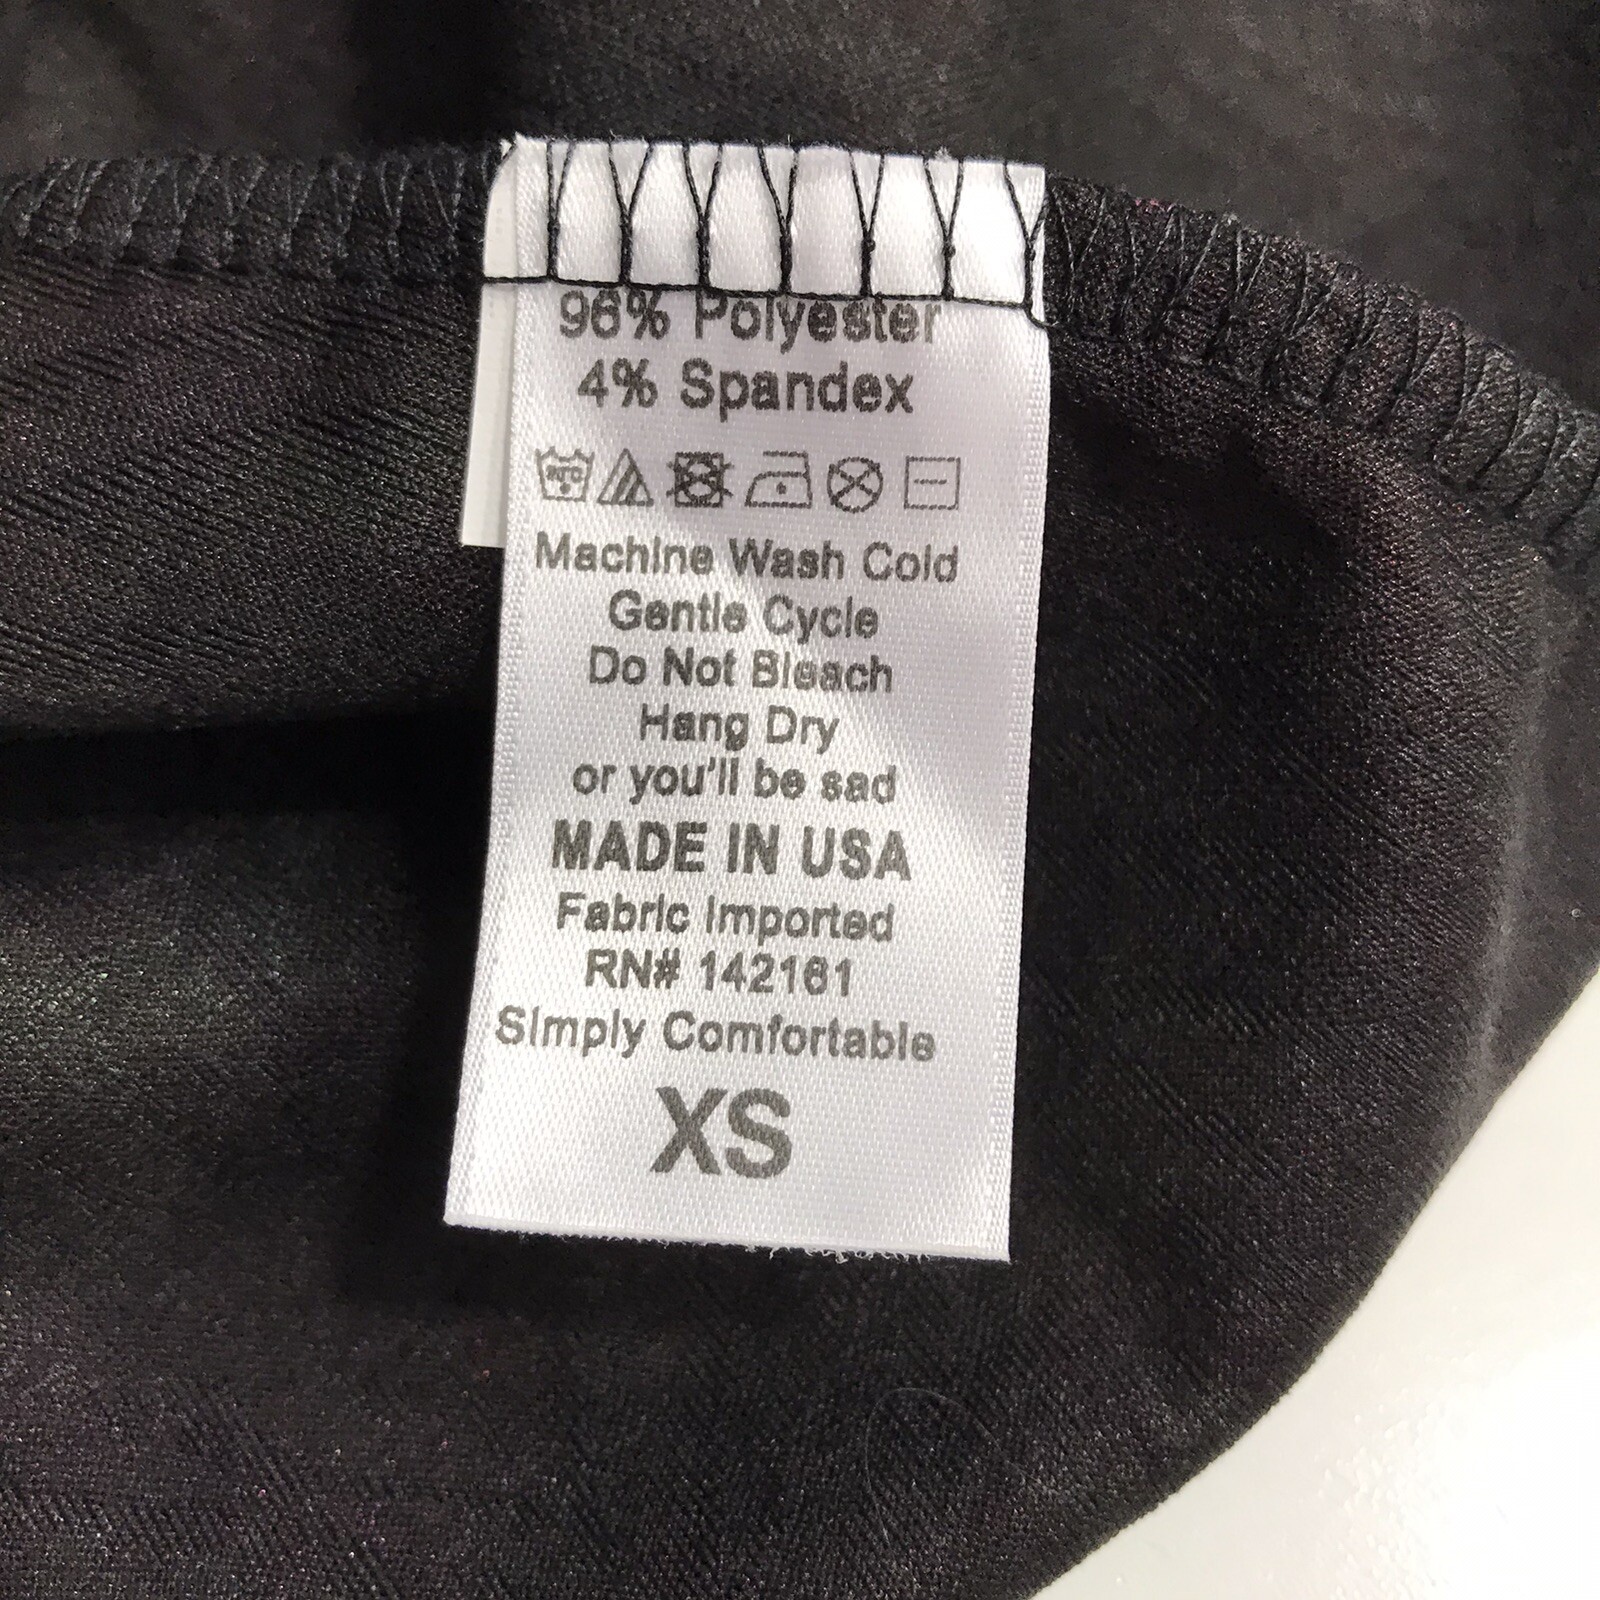 96% Polyester
4% Spandex
Machine Wash Cold
Gentle Cycle
Do Not Bleach
Hang Dry
or you'll be sad
MADE IN USA
Fabric Imported
RN# 142161
Simply Comfortable
XS